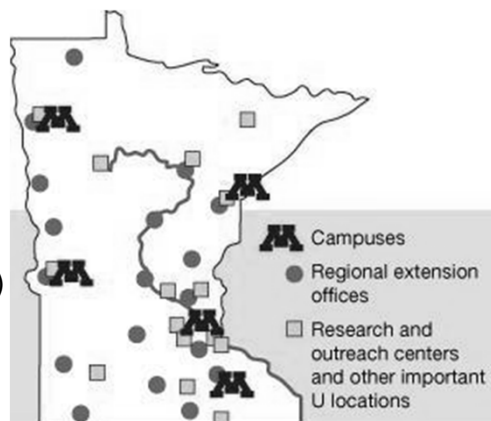 Campuses
Regional extension
offices
Research and
outreach centers
and other important
U locations